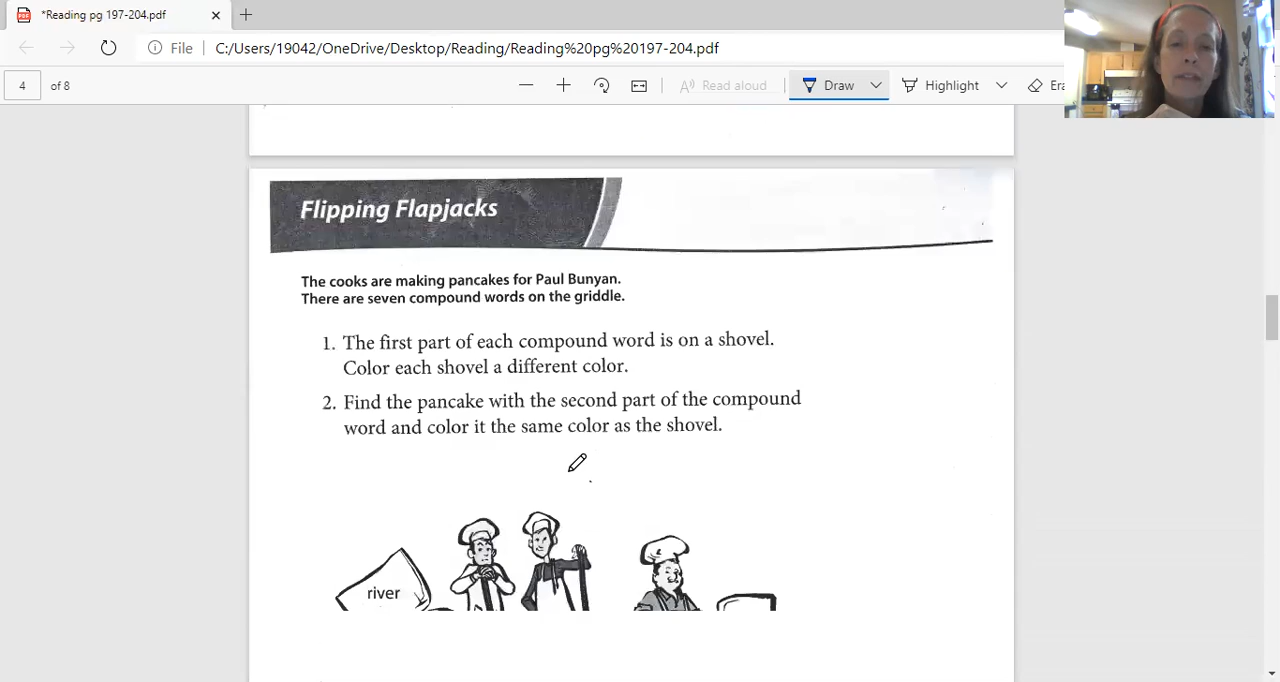 *Reading pg 197-204.pdf
File
C:/Users/19042/OneDrive/Desktop/Reading/Reading%20pg%20197-204.pdf
4 of 8
Read aloud
Draw
Highlight
Era
Flipping Flapjacks
The cooks are making pancakes for Paul Bunyan.
There are seven compound words on the griddle.
1. The first part of each compound word is on a shovel.
Color each shovel a different color.
2. Find the pancake with the second part of the compound
word and color it the same color as the shovel.
river